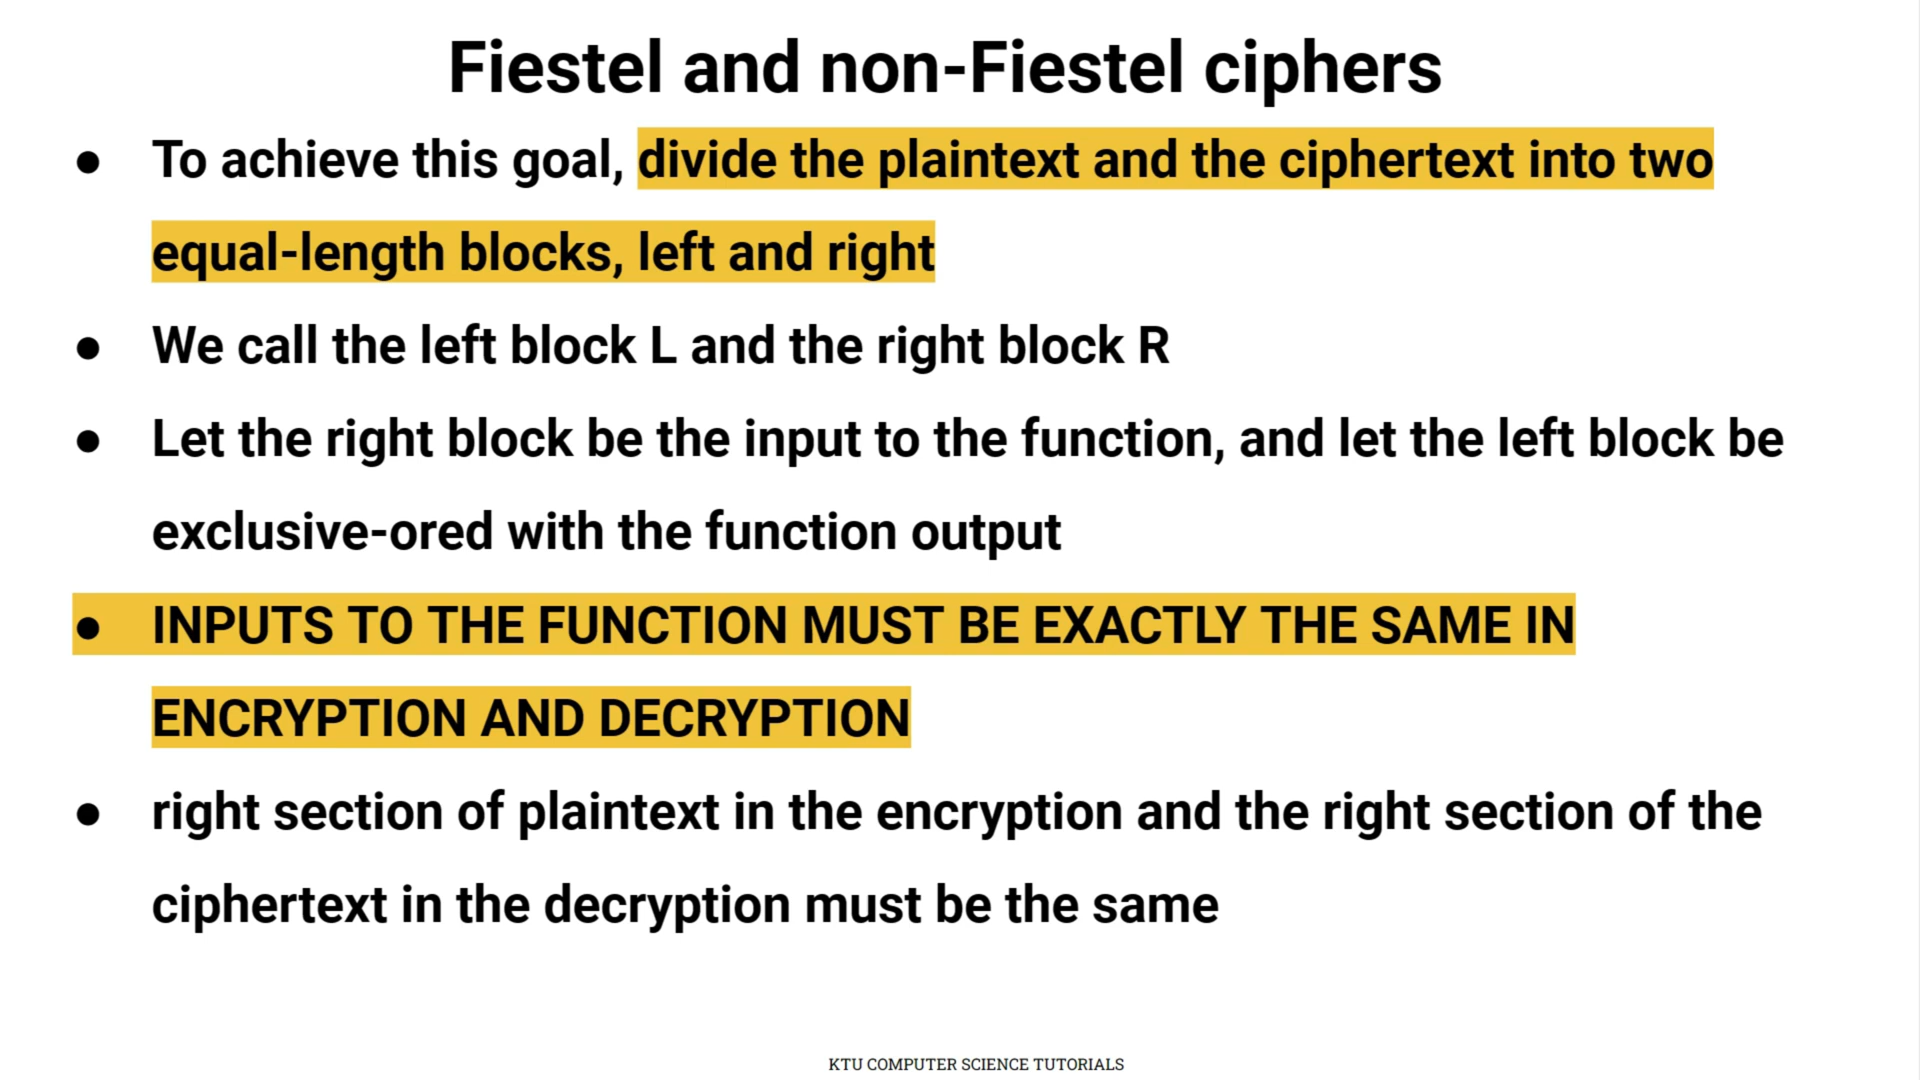 Fiestel and non-Fiestel ciphers
● To achieve this goal, divide the plaintext and the ciphertext into two
equal-length blocks, left and right
● We call the left block L and the right block R
● Let the right block be the input to the function, and let the left block be
exclusive-ored with the function output
● INPUTS TO THE FUNCTION MUST BE EXACTLY THE SAME IN
ENCRYPTION AND DECRYPTION
● right section of plaintext in the encryption and the right section of the
ciphertext in the decryption must be the same
KTU COMPUTER SCIENCE TUTORIALS